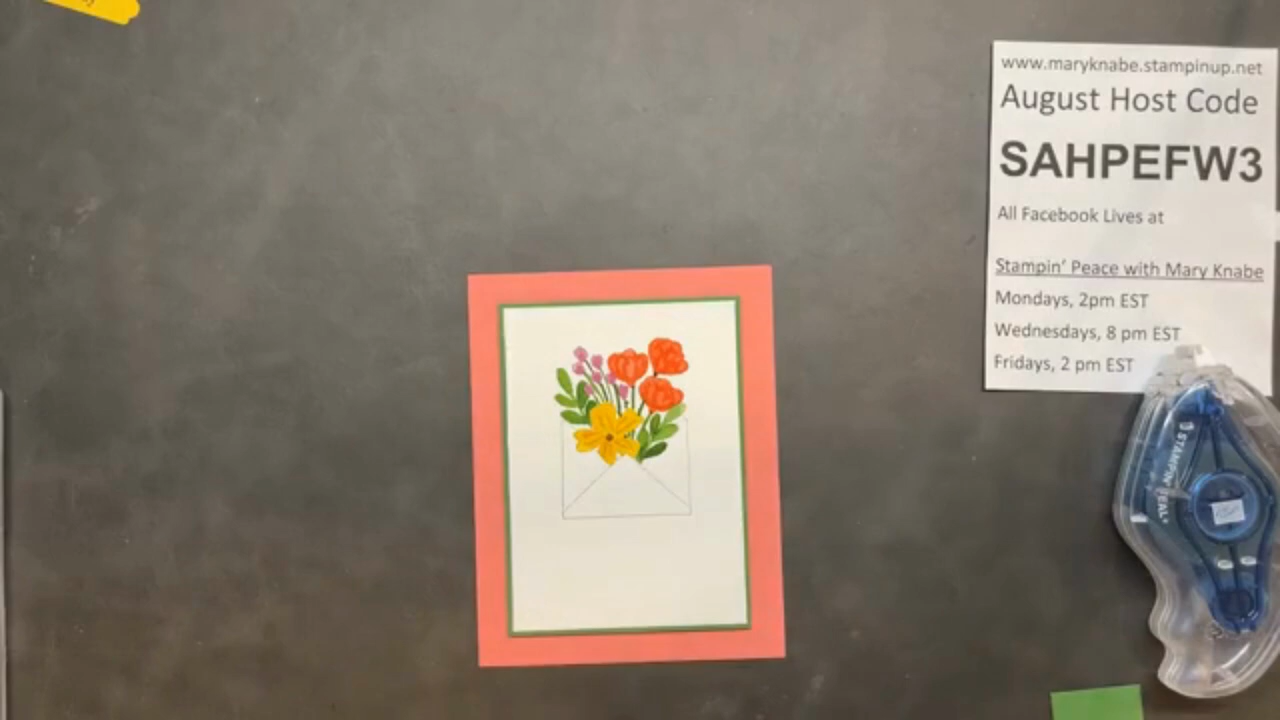 www.maryknabe.stampinup.net
August Host Code
SAHPEFW3
All Facebook Lives at
Stampin' Peace with Mary Knabe
Mondays, 2pm EST
Wednesdays, 8 pm EST
Fridays, 2 pm EST
STAMPIN' SEAL